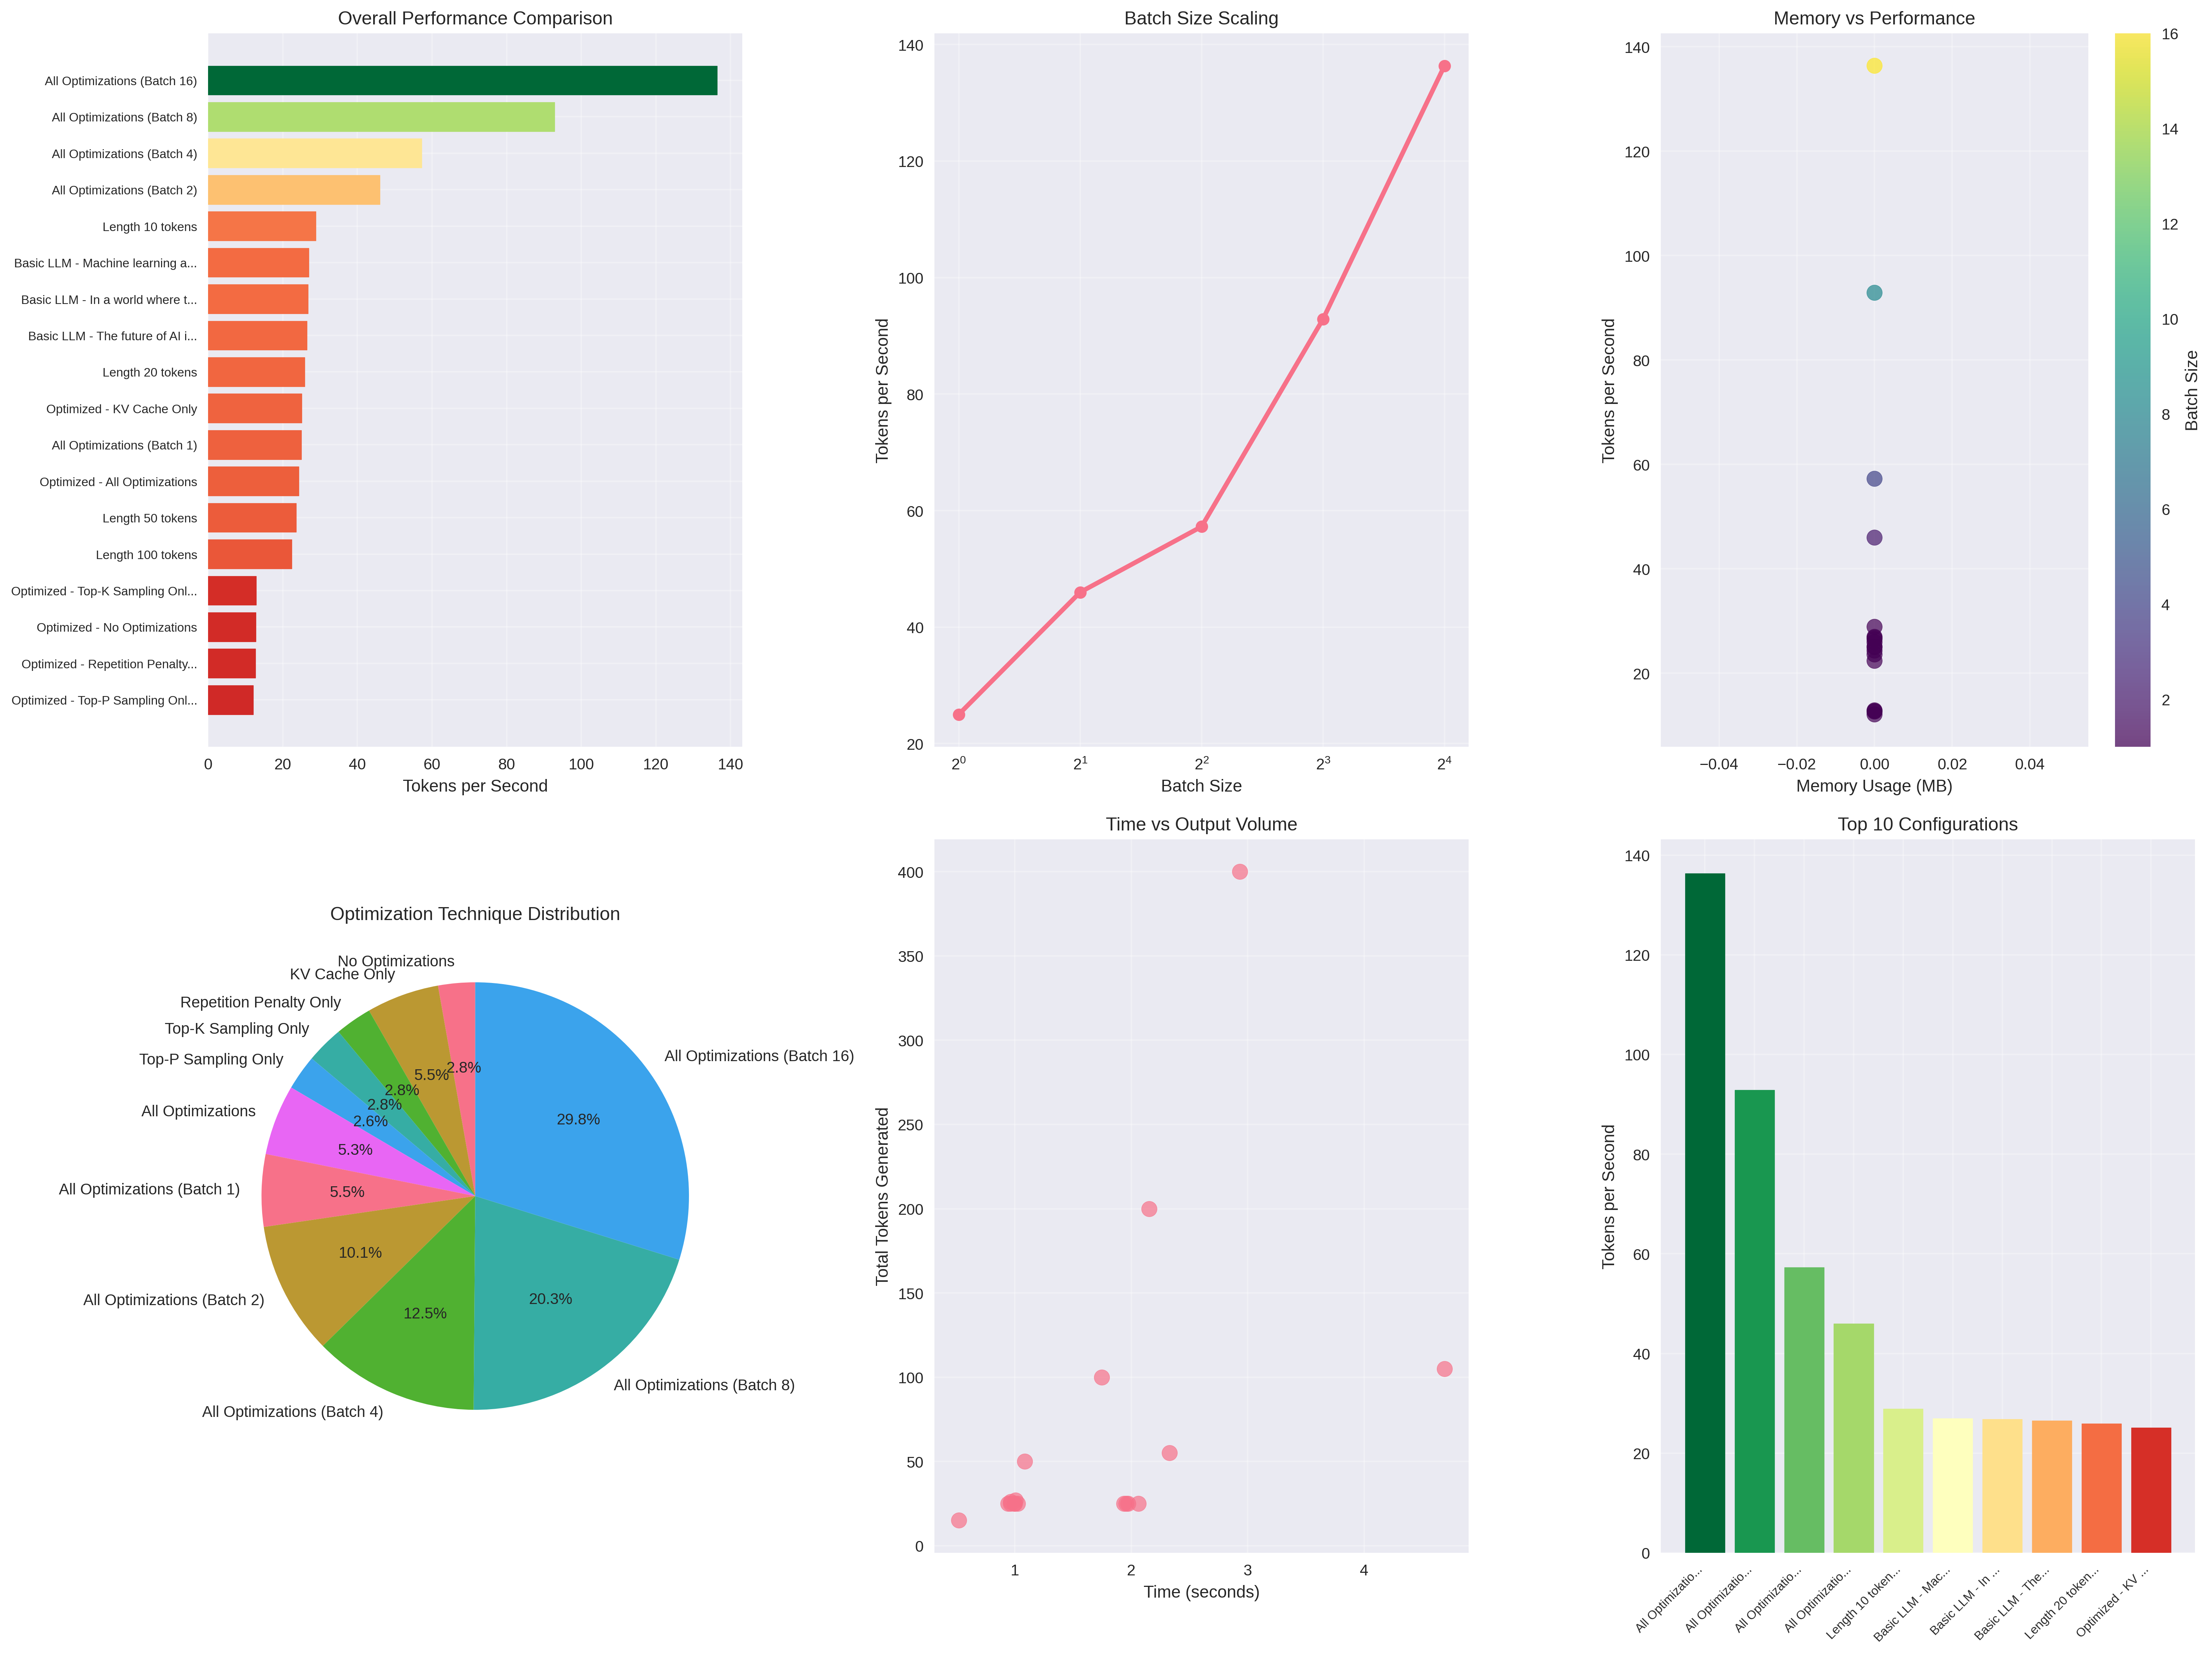 Overall Performance Comparison
All Optimizations (Batch 16)
All Optimizations (Batch 8)
All Optimizations (Batch 4)
All Optimizations (Batch 2)
Length 10 tokens
Basic LLM - Machine learning a...
Basic LLM - In a world where t...
Basic LLM - The future of AI i...
Length 20 tokens
Optimized - KV Cache Only
All Optimizations (Batch 1)
Optimized - All Optimizations
Length 50 tokens
Length 100 tokens
Optimized - Top-K Sampling Onl...
Optimized - No Optimizations
Optimized - Repetition Penalty...
Optimized - Top-P Sampling Onl...
0 20 40 60 80 100 120 140
Tokens per Second
Batch Size Scaling
Tokens per Second
140
120
100
80
60
40
20
2⁰ 2¹ 2² 2³ 2⁴
Batch Size
Memory vs Performance
Tokens per Second
140
120
100
80
60
40
20
−0.04 −0.02 0.00 0.02 0.04
Memory Usage (MB)
16
14
12
10
8
6
4
2
Batch Size
Optimization Technique Distribution
No Optimizations
KV Cache Only
Repetition Penalty Only
Top-K Sampling Only
Top-P Sampling Only
All Optimizations
All Optimizations (Batch 1)
All Optimizations (Batch 2)
All Optimizations (Batch 4)
All Optimizations (Batch 8)
All Optimizations (Batch 16)
2.8%
5.5%
2.8%
2.8%
2.6%
5.3%
5.5%
10.1%
12.5%
20.3%
29.8%
Time vs Output Volume
Total Tokens Generated
400
350
300
250
200
150
100
50
0
1 2 3 4
Time (seconds)
Top 10 Configurations
Tokens per Second
140
120
100
80
60
40
20
0
All Optimizatio...
All Optimizatio...
All Optimizatio...
All Optimizatio...
Length 10 token...
Basic LLM - Mac...
Basic LLM - In ...
Basic LLM - The...
Length 20 token...
Optimized - KV ...